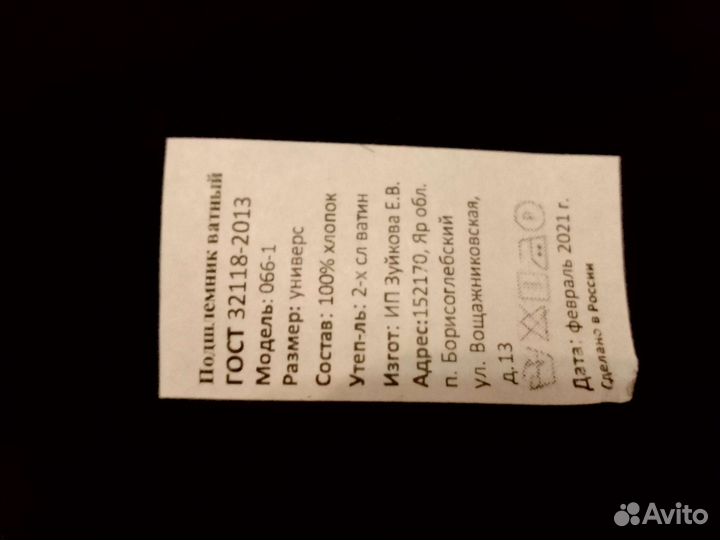 Подшлемник ватный
ГОСТ 32118-2013
Модель: 066-1
Размер: универс
Состав: 100% хлопок
Утеп-ль: 2-х сл ватин
Изгот: ИП Зуйкова Е.В.
Адрес:152170, Яр обл.
п. Борисоглебский
ул. Вощажниковская,
д.13
P
Дата: февраль 2021 г.
Сделано в России
Avito